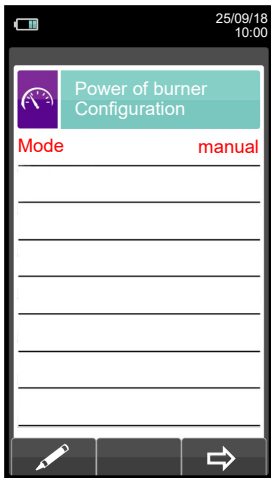 25/09/18
10:00
Power of burner
Configuration
Mode manual